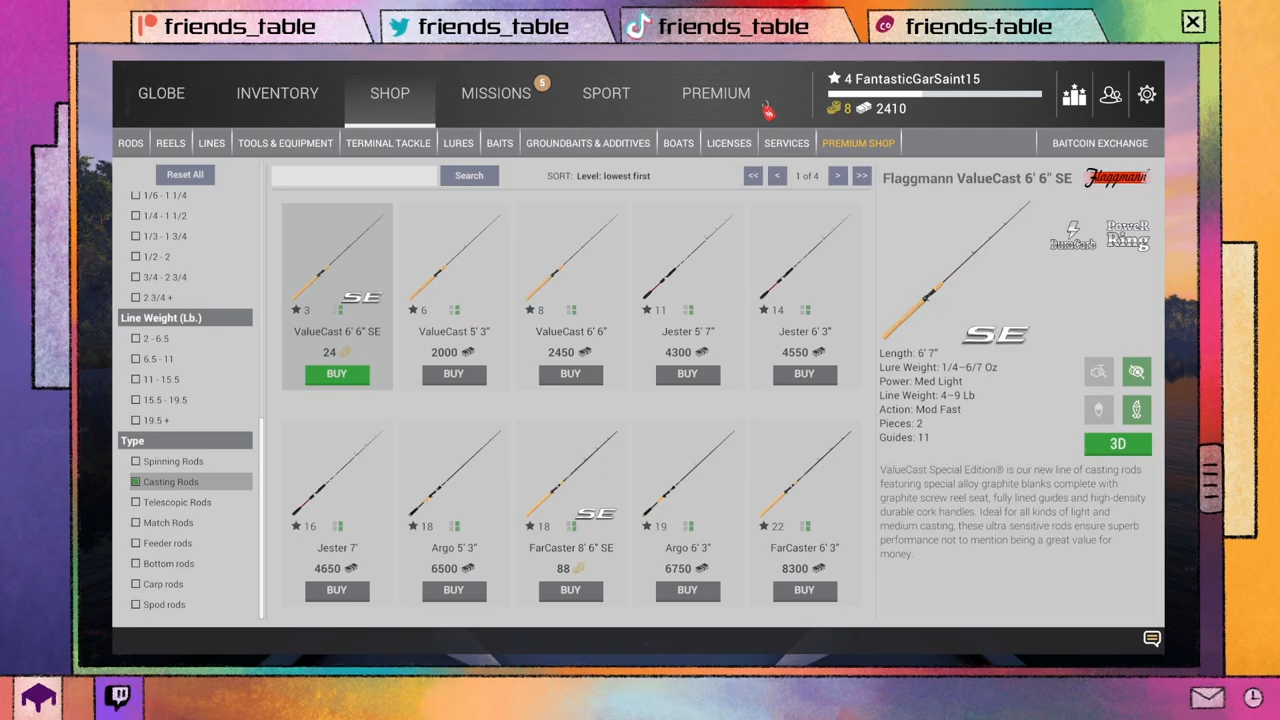 friends_table
friends_table
friends_table
friends-table
GLOBE
INVENTORY
SHOP
MISSIONS
5
SPORT
PREMIUM
4 FantasticGarSaint15
8
2410
RODS
REELS
LINES
TOOLS & EQUIPMENT
TERMINAL TACKLE
LURES
BAITS
GROUNDBAITS & ADDITIVES
BOATS
LICENSES
SERVICES
PREMIUM SHOP
BAITCOIN EXCHANGE
Reset All
Search
SORT: Level: lowest first
<<
<
1 of 4
>
>>
1/6 - 1 1/4
1/4 - 1 1/2
1/3 - 1 3/4
1/2 - 2
3/4 - 2 3/4
2 3/4 +
Line Weight (Lb.)
2 - 6.5
6.5 - 11
11 - 15.5
15.5 - 19.5
19.5 +
Type
Spinning Rods
Casting Rods
Telescopic Rods
Match Rods
Feeder rods
Bottom rods
Carp rods
Spod rods
SE
3
ValueCast 6' 6" SE
24
BUY
6
ValueCast 5' 3"
2000
BUY
8
ValueCast 6' 6"
2450
BUY
11
Jester 5' 7"
4300
BUY
14
Jester 6' 3"
4550
BUY
16
Jester 7'
4650
BUY
18
Argo 5' 3"
6500
BUY
SE
18
FarCaster 8' 6" SE
88
BUY
19
Argo 6' 3"
6750
BUY
22
FarCaster 6' 3"
8300
BUY
Flaggmann ValueCast 6' 6" SE
Flaggmann
DuraCarb
PoweR Ring
SE
Length: 6' 7"
Lure Weight: 1/4–6/7 Oz
Power: Med Light
Line Weight: 4–9 Lb
Action: Mod Fast
Pieces: 2
Guides: 11
3D
ValueCast Special Edition® is our new line of casting rods
featuring special alloy graphite blanks complete with
graphite screw reel seat, fully lined guides and high-density
durable cork handles. Ideal for all kinds of light and
medium casting, these ultra sensitive rods ensure superb
performance not to mention being a great value for
money.